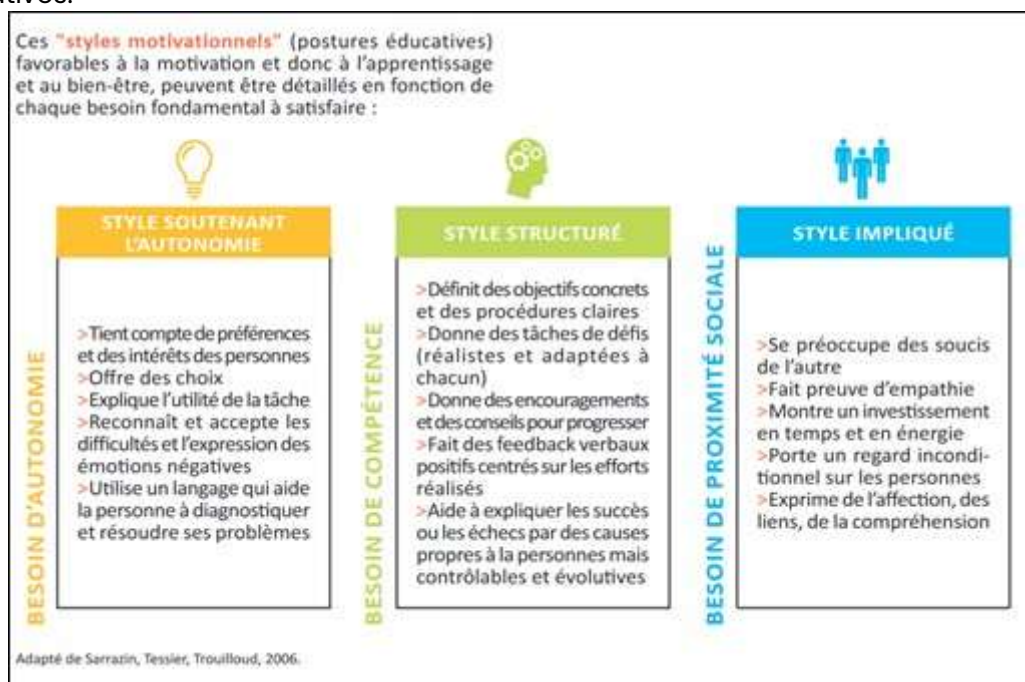 Ces "styles motivationnels" (postures éducatives)
favorables à la motivation et donc à l'apprentissage
et au bien-être, peuvent être détaillés en fonction de
chaque besoin fondamental à satisfaire :
BESOIN D'AUTONOMIE
STYLE SOUTENANT
L'AUTONOMIE
>Tient compte de préférences
et des intérêts des personnes
>Offre des choix
>Explique l'utilité de la tâche
>Reconnaît et accepte les
difficultés et l'expression des
émotions négatives
>Utilise un langage qui aide
la personne à diagnostiquer
et résoudre ses problèmes
BESOIN DE COMPÉTENCE
STYLE STRUCTURÉ
>Définit des objectifs concrets
et des procédures claires
>Donne des tâches de défis
(réalistes et adaptées à
chacun)
>Donne des encouragements
et des conseils pour progresser
>Fait des feedback verbaux
positifs centrés sur les efforts
réalisés
>Aide à expliquer les succès
ou les échecs par des causes
propres à la personnes mais
contrôlables et évolutives
BESOIN DE PROXIMITÉ SOCIALE
STYLE IMPLIQUÉ
>Se préoccupe des soucis
de l'autre
>Fait preuve d'empathie
>Montre un investissement
en temps et en énergie
>Porte un regard incondi-
tionnel sur les personnes
>Exprime de l'affection, des
liens, de la compréhension
Adapté de Sarrazin, Tessier, Trouilloud, 2006.